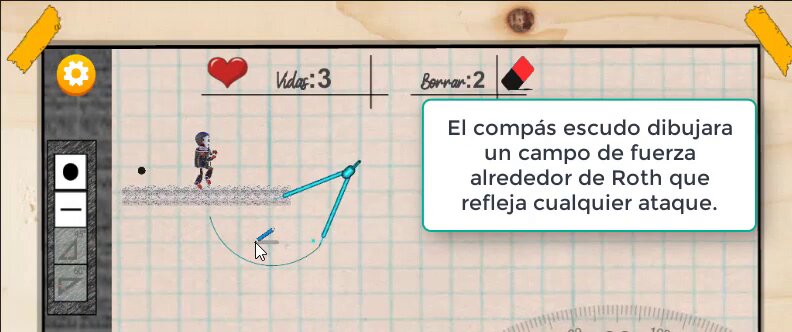 Vidas:3
Borrar:2
El compás escudo dibujara
un campo de fuerza
alrededor de Roth que
refleja cualquier ataque.